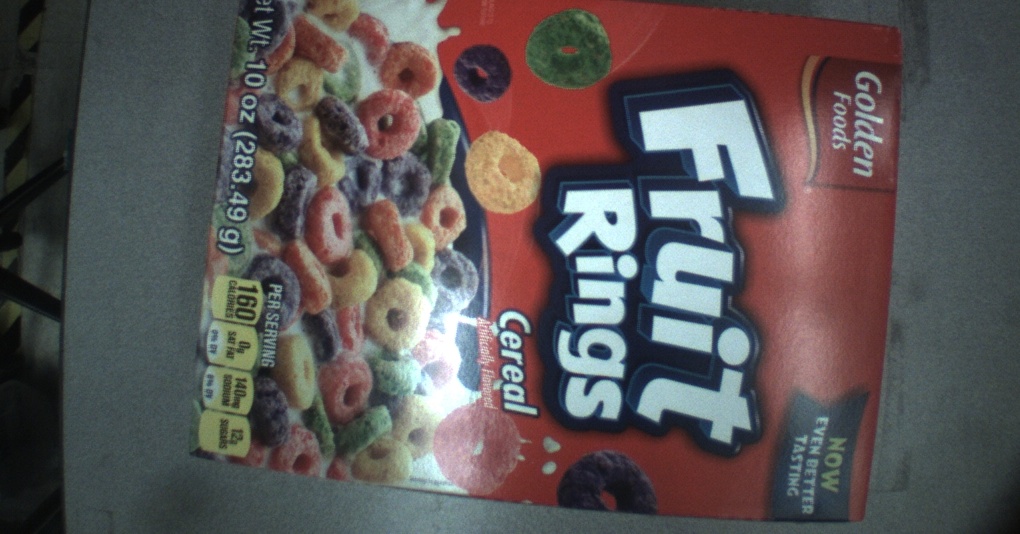 Golden
Foods
Fruit
Rings
Cereal
Artificially Flavored
NOW
EVEN BETTER
TASTING
et Wt. 10 oz (283.49 g)
PER SERVING
160
CALORIES
0g
SAT FAT
0% DV
140mg
SODIUM
6% DV
12g
SUGARS